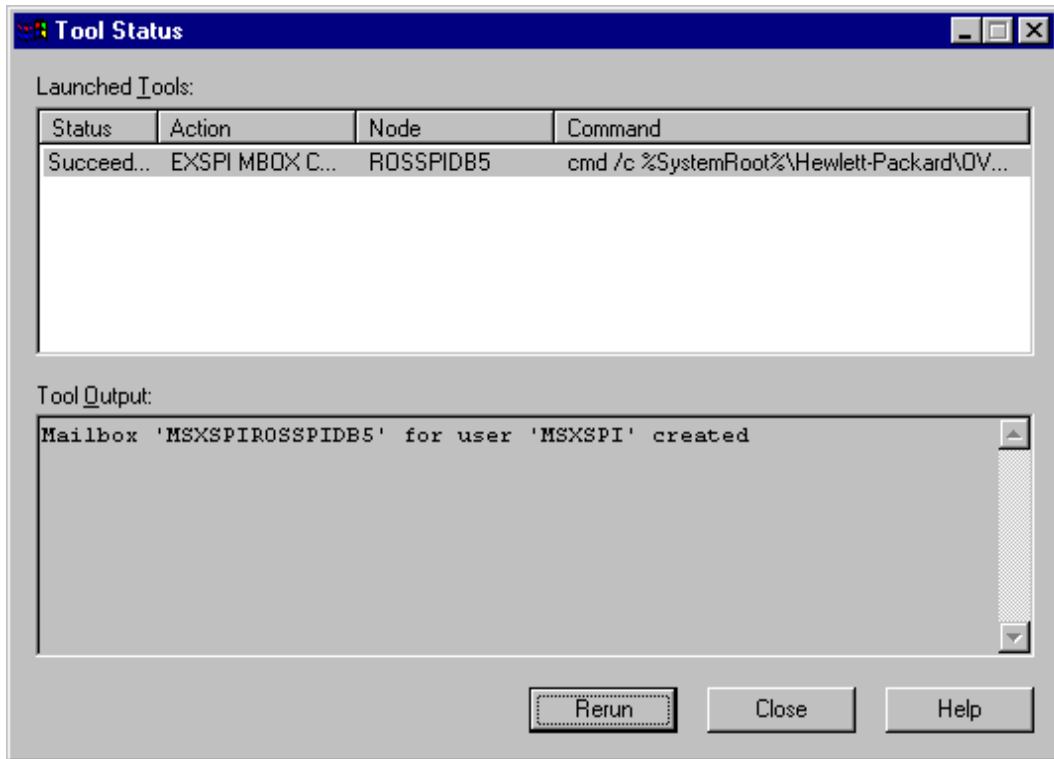 Tool Status
Launched Tools:
Status Action Node Command
Succeed... EXSPI MBOX C... ROSSPIDB5 cmd /c %SystemRoot%\Hewlett-Packard\OV...
Tool Output:
Mailbox 'MSXSPIROSSPIDB5' for user 'MSXSPI' created
Rerun Close Help